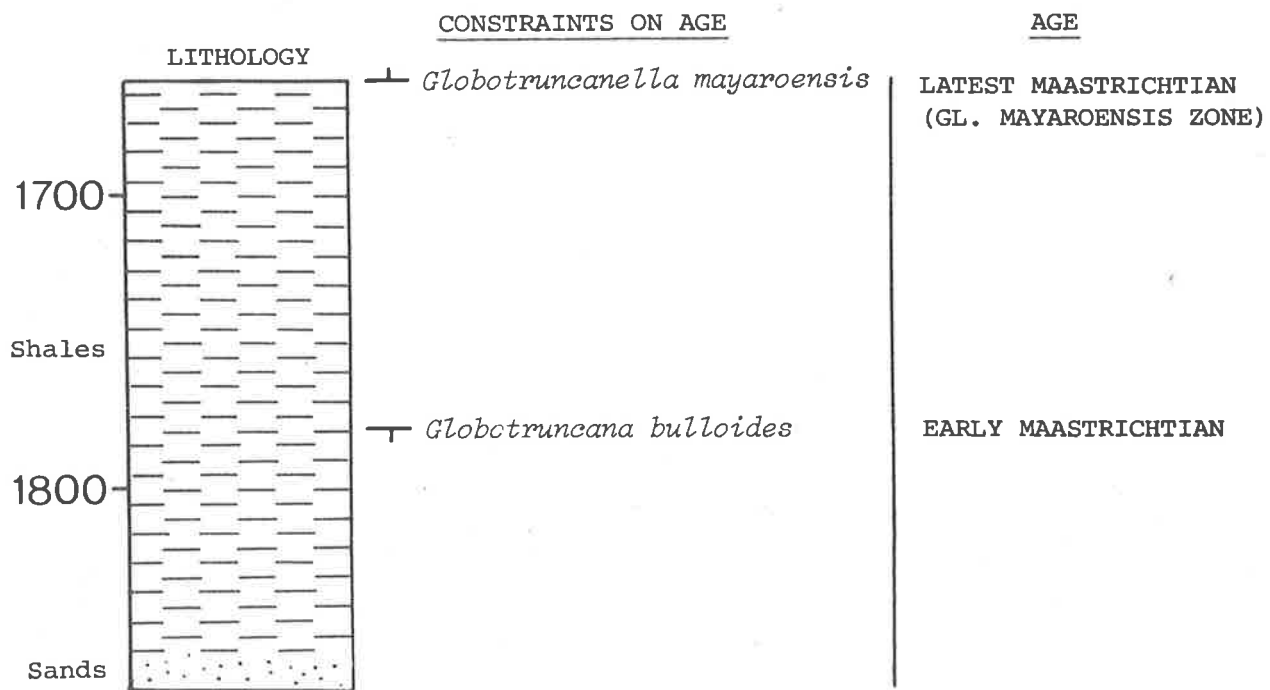 CONSTRAINTS ON AGE
AGE
LITHOLOGY
Globotruncanella mayaroensis
LATEST MAASTRICHTIAN
(GL. MAYAROENSIS ZONE)
1700
Shales
Globotruncana bulloides
EARLY MAASTRICHTIAN
1800
Sands